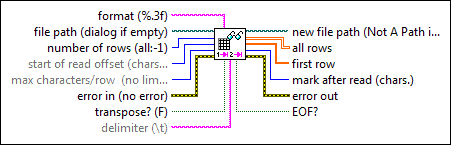 format (%.3f)
file path (dialog if empty)
number of rows (all:-1)
start of read offset (chars...
max characters/row (no lim...
error in (no error)
transpose? (F)
delimiter (\t)
1 2
new file path (Not A Path i...
all rows
first row
mark after read (chars.)
error out
EOF?